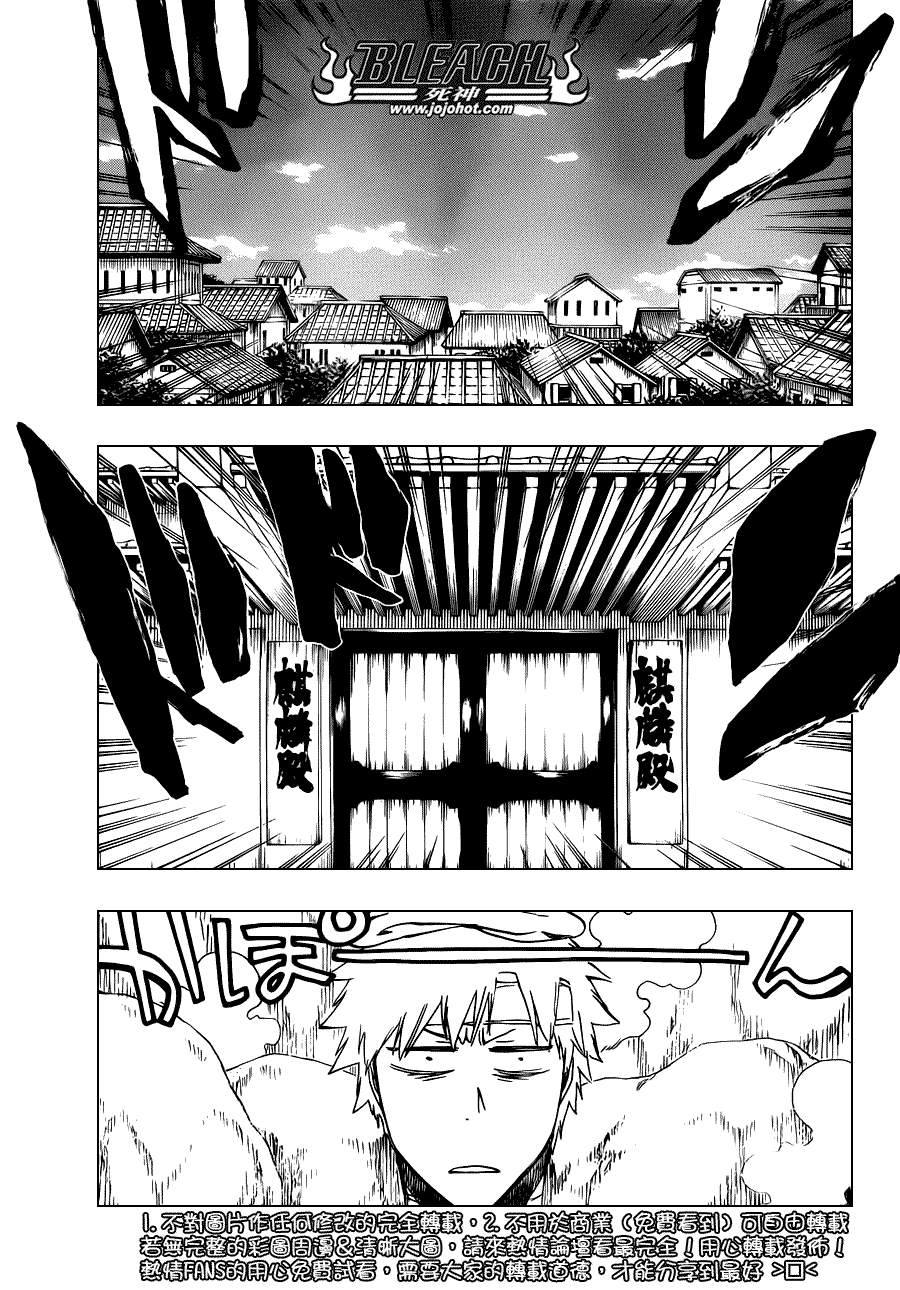 BLEACH
死神
www.jojohot.com
ドドドド
麒麟殿
麒麟殿
かぽーん
1. 不對圖片作任何修改的完全轉載，2. 不用於商業（免費看到）可自由轉載
若無完整的彩圖周漫&清晰大圖，請來熱情論壇看最完全！用心轉載發佈！
熱情FANS的用心免費試看，需要大家的轉載道德，才能分享到最好 >口<